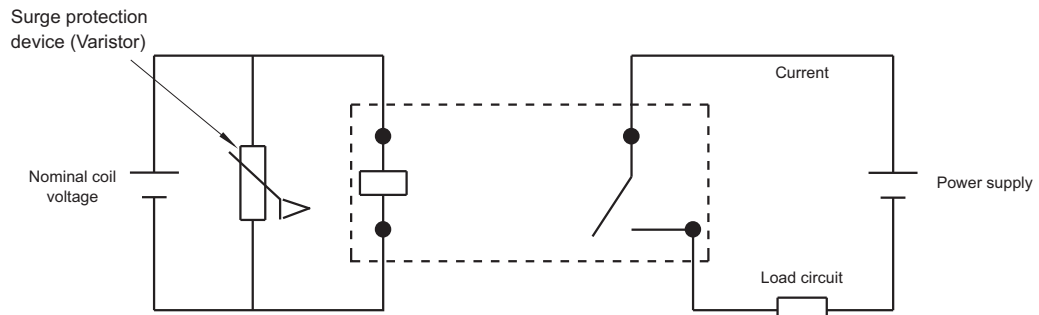 Surge protection
device (Varistor)
Current
Nominal coil
voltage
Power supply
Load circuit